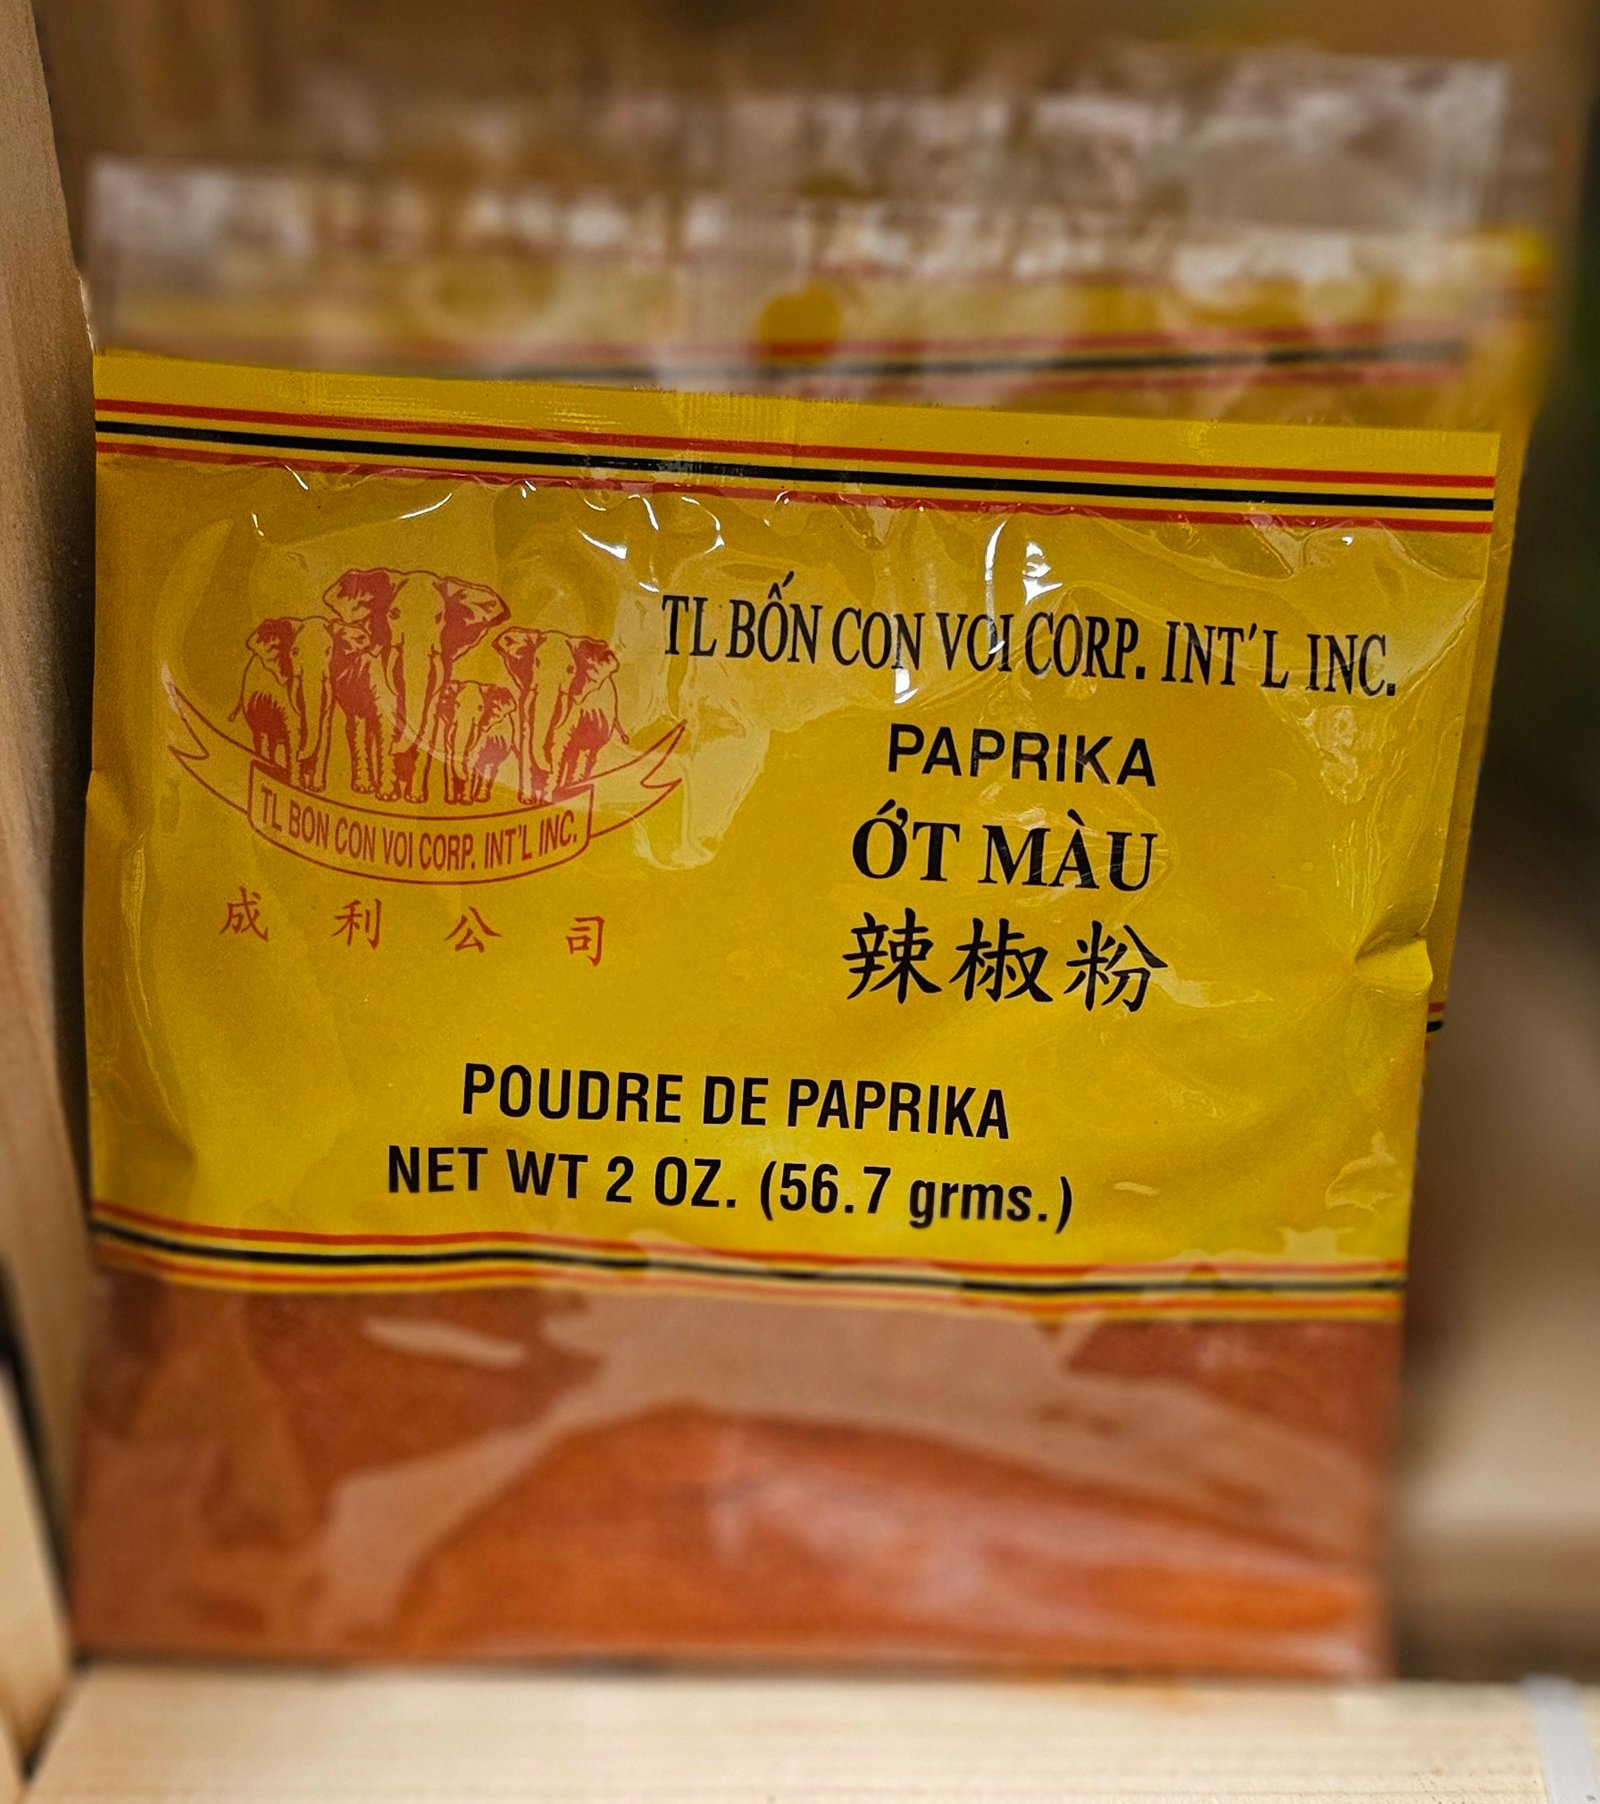 TL BỐN CON VOI CORP. INT'L INC.
TL BON CON VOI CORP. INT'L INC.
成利公司
PAPRIKA
ỚT MÀU
辣椒粉
POUDRE DE PAPRIKA
NET WT 2 OZ. (56.7 grms.)